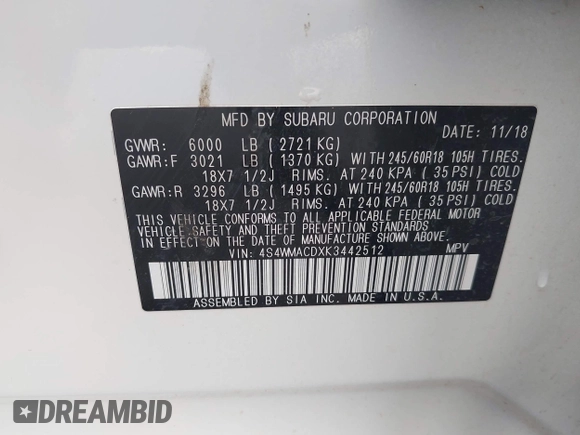 MFD BY SUBARU CORPORATION
DATE: 11/18
GVWR: 6000 LB ( 2721 KG)
GAWR:F 3021 LB ( 1370 KG) WITH 245/60R18 105H TIRES.
18X7 1/2J RIMS. AT 240 KPA ( 35 PSI) COLD
GAWR:R 3296 LB ( 1495 KG) WITH 245/60R18 105H TIRES.
18X7 1/2J RIMS. AT 240 KPA ( 35 PSI) COLD
THIS VEHICLE CONFORMS TO ALL APPLICABLE FEDERAL MOTOR
VEHICLE SAFETY AND THEFT PREVENTION STANDARDS
IN EFFECT ON THE DATE OF MANUFACTURE SHOWN ABOVE.
VIN: 4S4WMACDXK3442512 MPV
ASSEMBLED BY SIA INC. MADE IN U.S.A.
DREAMBID